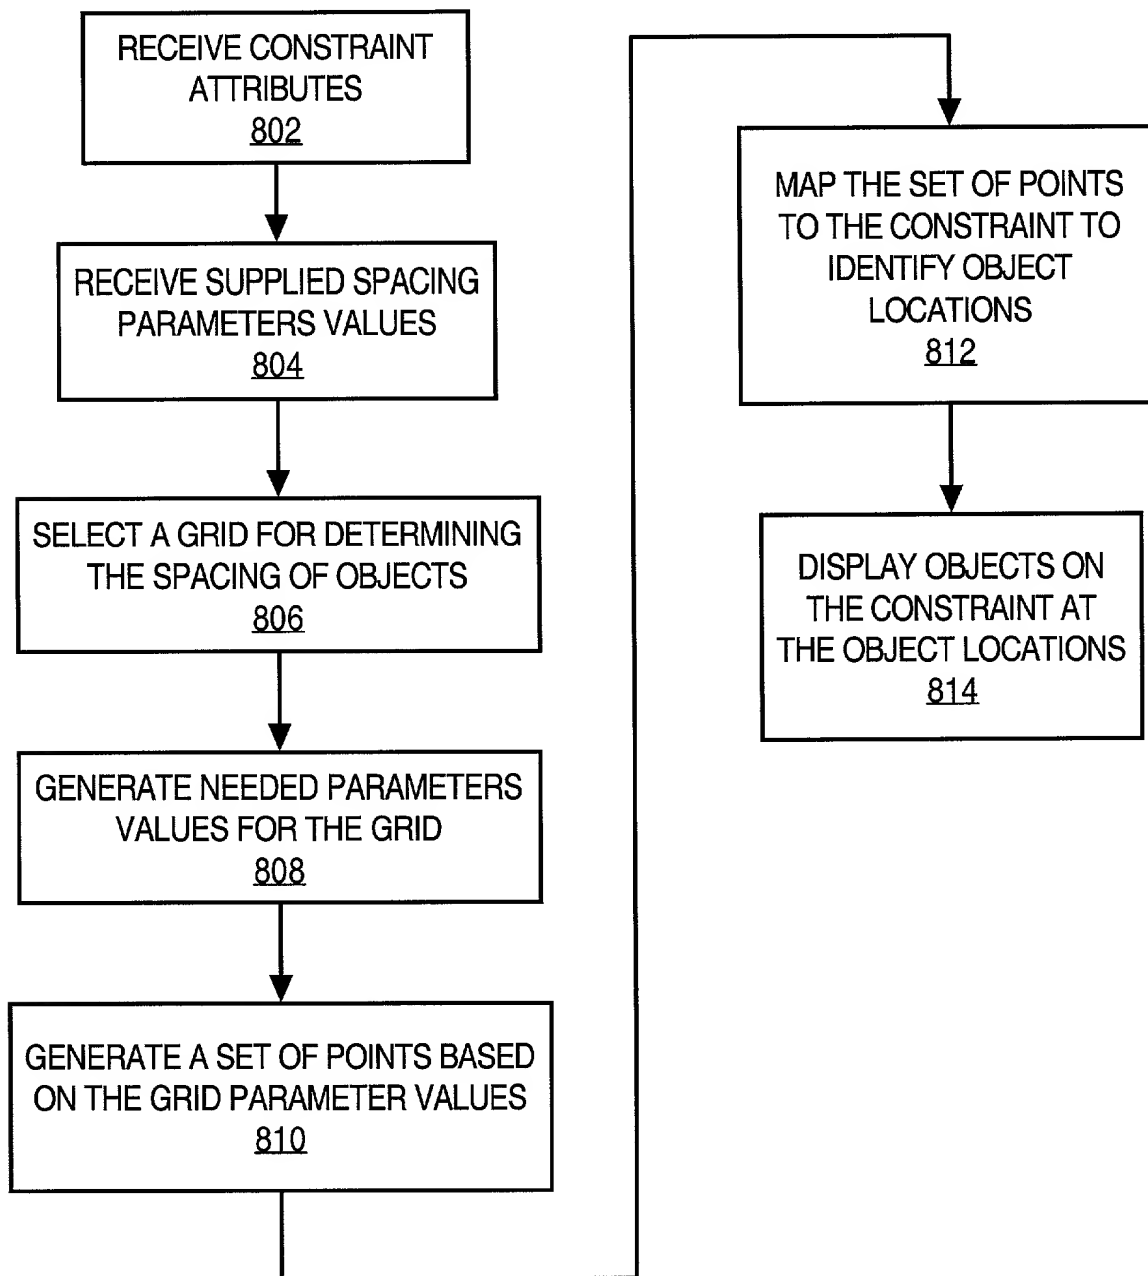 RECEIVE CONSTRAINT
ATTRIBUTES
802
RECEIVE SUPPLIED SPACING
PARAMETERS VALUES
804
SELECT A GRID FOR DETERMINING
THE SPACING OF OBJECTS
806
GENERATE NEEDED PARAMETERS
VALUES FOR THE GRID
808
GENERATE A SET OF POINTS BASED
ON THE GRID PARAMETER VALUES
810
MAP THE SET OF POINTS
TO THE CONSTRAINT TO
IDENTIFY OBJECT
LOCATIONS
812
DISPLAY OBJECTS ON
THE CONSTRAINT AT
THE OBJECT LOCATIONS
814